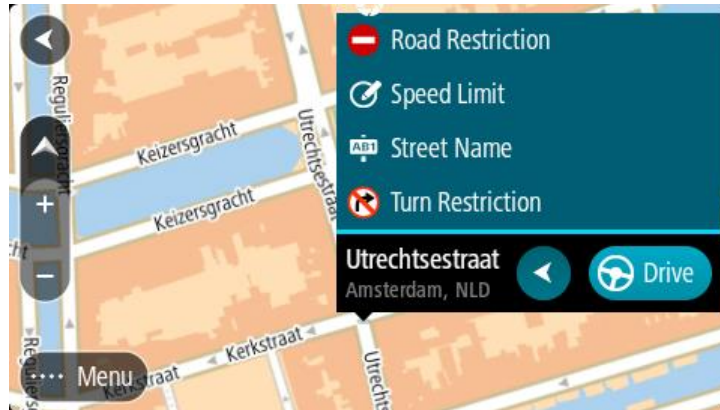 Road Restriction
Speed Limit
AB1
Street Name
Turn Restriction
Utrechtsestraat
Amsterdam, NLD
Drive
Reguliersgracht
Keizersgracht
Utrechtsestraat
Keizersgracht
+
-
Kerkstraat
Kerkstraat
.... Menu